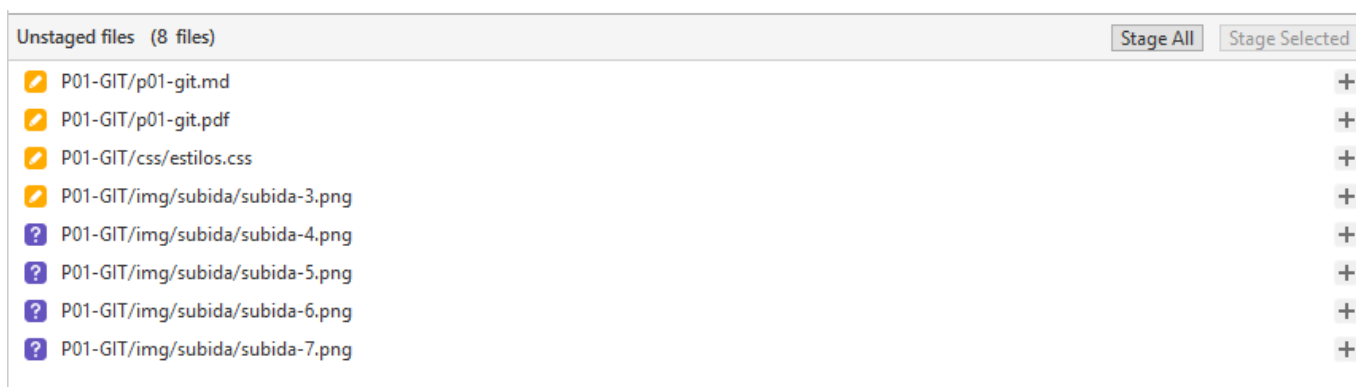 Unstaged files (8 files) Stage All Stage Selected
P01-GIT/p01-git.md
P01-GIT/p01-git.pdf
P01-GIT/css/estilos.css
P01-GIT/img/subida/subida-3.png
? P01-GIT/img/subida/subida-4.png
? P01-GIT/img/subida/subida-5.png
? P01-GIT/img/subida/subida-6.png
? P01-GIT/img/subida/subida-7.png